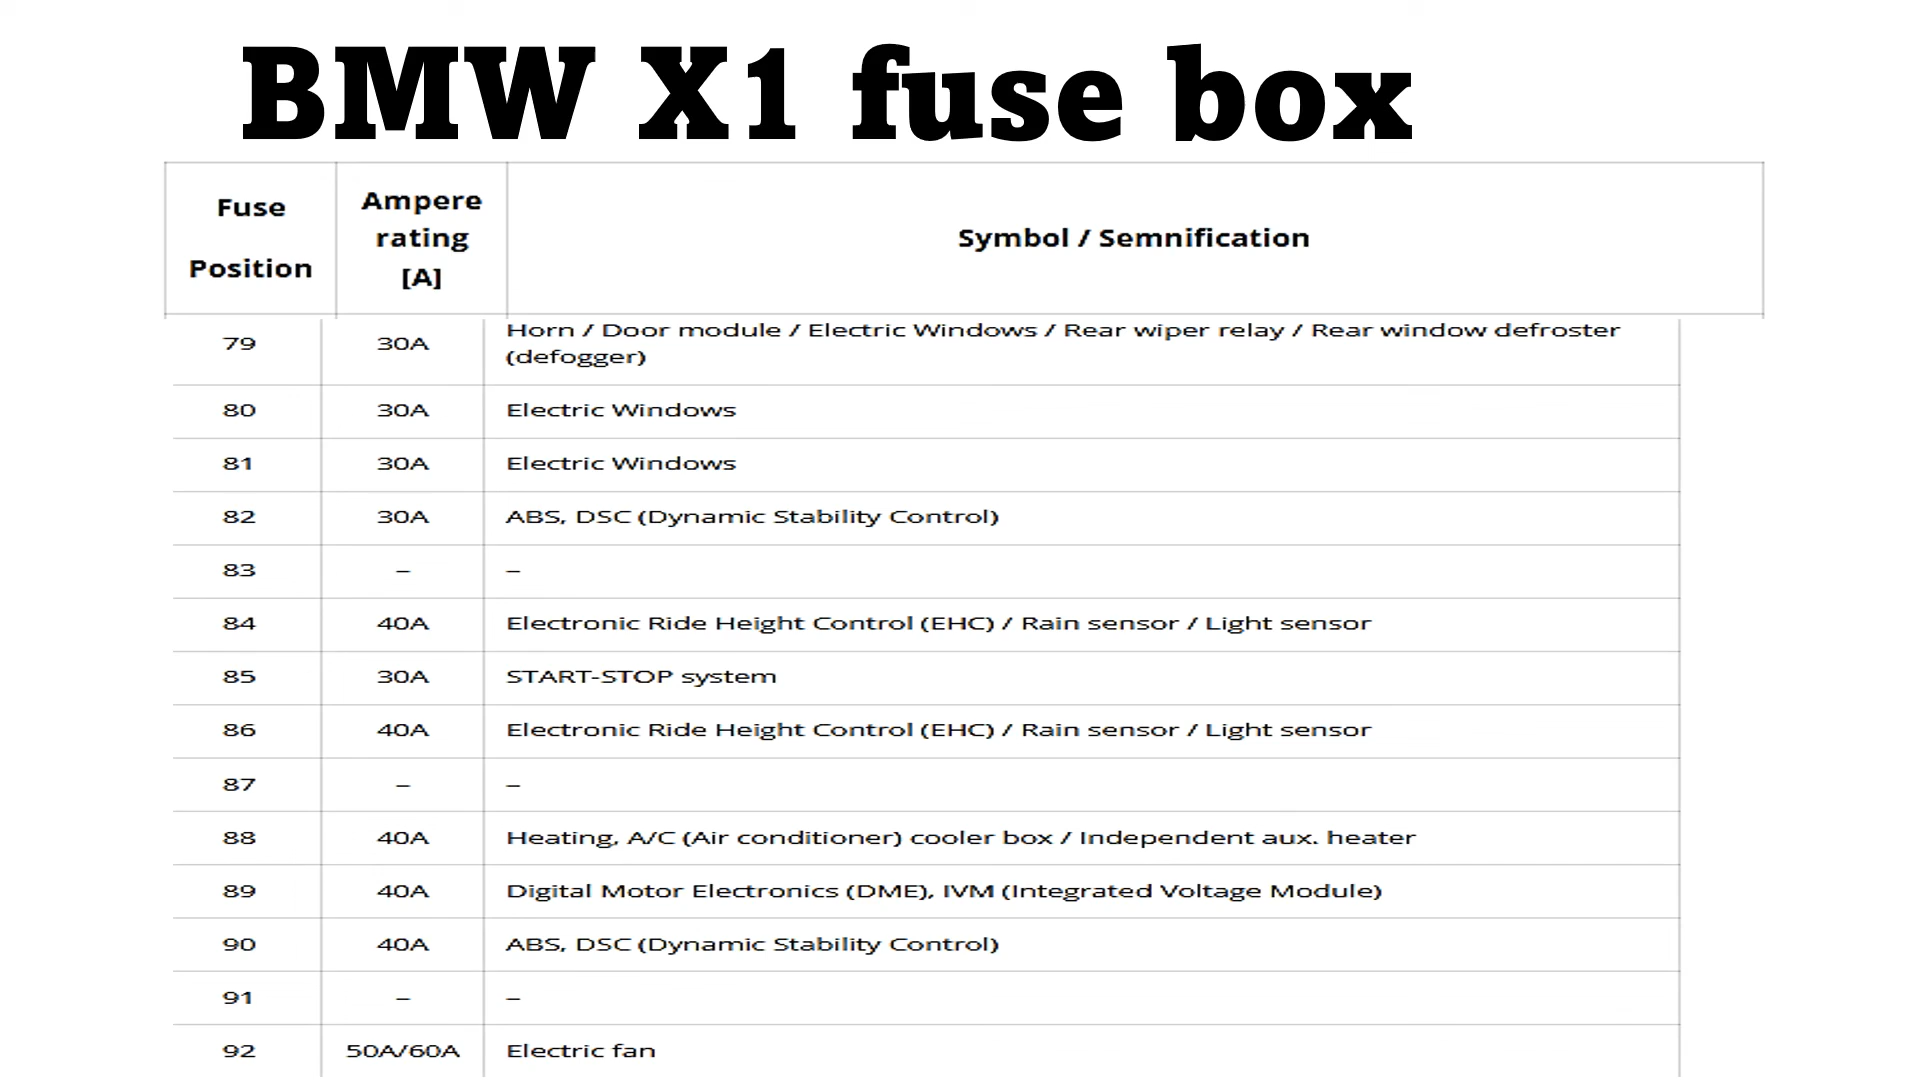 BMW X1 fuse box
Fuse Position | Ampere rating [A] | Symbol / Semnification
79 | 30A | Horn / Door module / Electric Windows / Rear wiper relay / Rear window defroster (defogger)
80 | 30A | Electric Windows
81 | 30A | Electric Windows
82 | 30A | ABS, DSC (Dynamic Stability Control)
83 | – | –
84 | 40A | Electronic Ride Height Control (EHC) / Rain sensor / Light sensor
85 | 30A | START-STOP system
86 | 40A | Electronic Ride Height Control (EHC) / Rain sensor / Light sensor
87 | – | –
88 | 40A | Heating, A/C (Air conditioner) cooler box / Independent aux. heater
89 | 40A | Digital Motor Electronics (DME), IVM (Integrated Voltage Module)
90 | 40A | ABS, DSC (Dynamic Stability Control)
91 | – | –
92 | 50A/60A | Electric fan